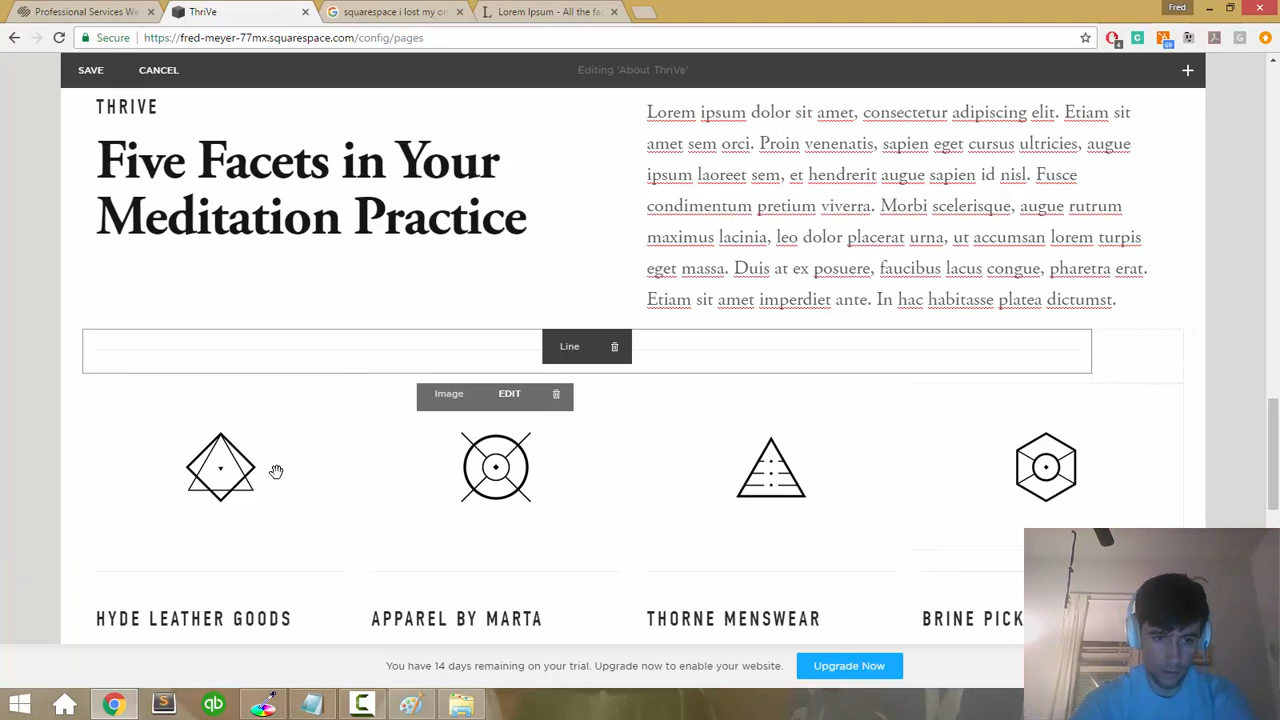 Professional Services We
ThriVe
squarespace i lost my or
Lorem Ipsum - All the fa
Fred
Secure
https://fred-meyer-77mx.squarespace.com/config/pages
SAVE
CANCEL
Editing 'About ThriVe'
THRIVE
Five Facets in Your
Meditation Practice
Lorem ipsum dolor sit amet, consectetur adipiscing elit. Etiam sit
amet sem orci. Proin venenatis, sapien eget cursus ultricies, augue
ipsum laoreet sem, et hendrerit augue sapien id nisl. Fusce
condimentum pretium viverra. Morbi scelerisque, augue rutrum
maximus lacinia, leo dolor placerat urna, ut accumsan lorem turpis
eget massa. Duis at ex posuere, faucibus lacus congue, pharetra erat.
Etiam sit amet imperdiet ante. In hac habitasse platea dictumst.
Line
Image
EDIT
HYDE LEATHER GOODS
APPAREL BY MARTA
THORNE MENSWEAR
BRINE PICK
You have 14 days remaining on your trial. Upgrade now to enable your website.
Upgrade Now